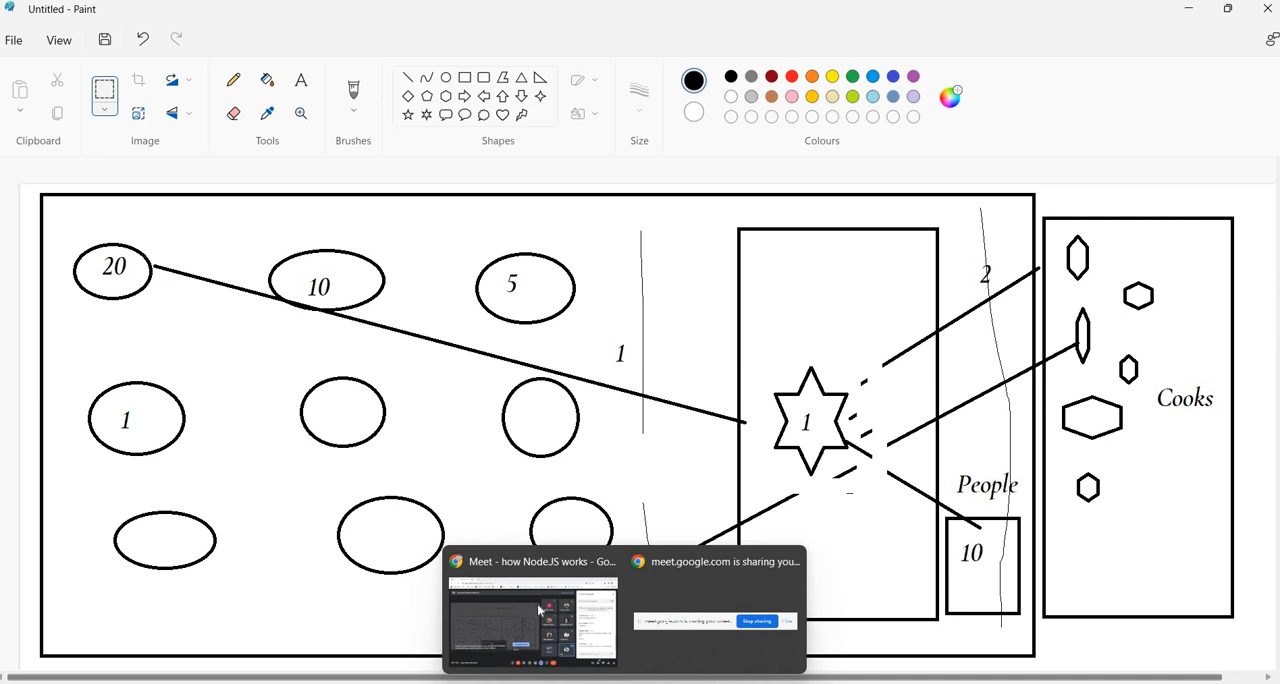 Untitled - Paint
File View
Clipboard Image Tools Brushes Shapes Size Colours
20 10 5 2
1
1 1
Cooks
People
10
Meet - how NodeJS works - Go... meet.google.com is sharing you...
Stop sharing